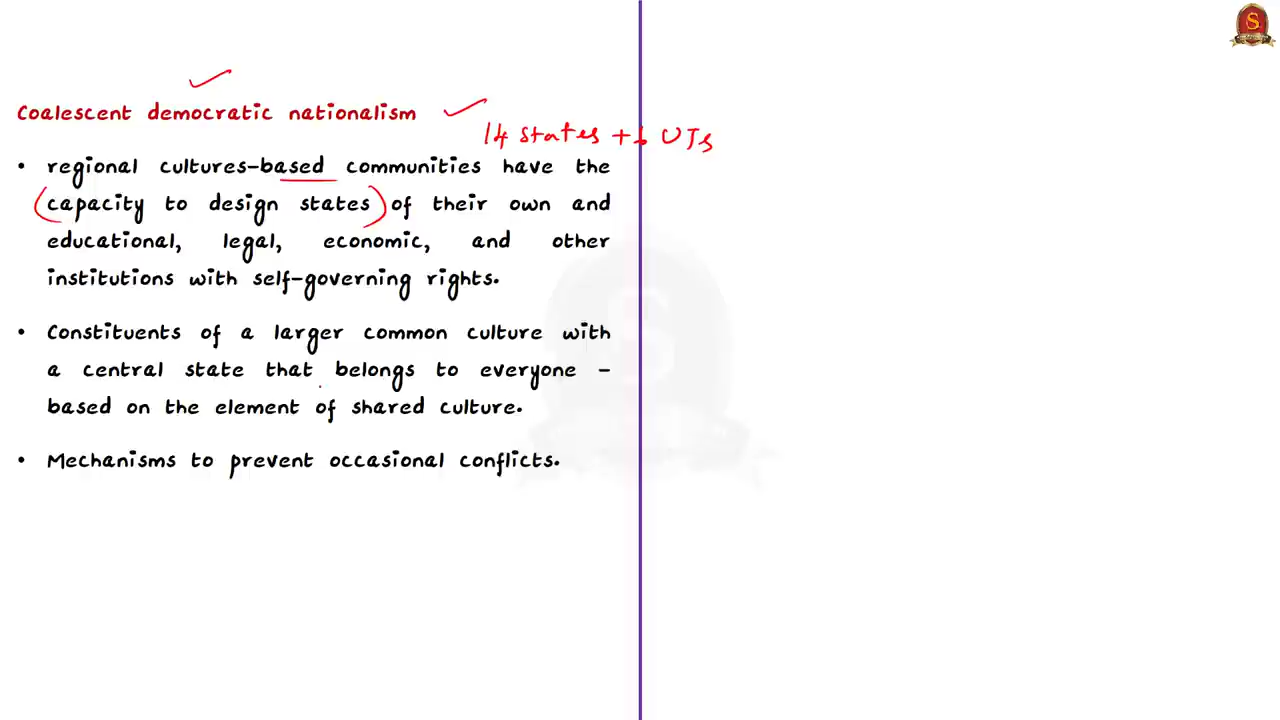 Coalescent democratic nationalism
14 states + 6 UTs
• regional cultures-based communities have the
capacity to design states of their own and
educational, legal, economic, and other
institutions with self-governing rights.
• Constituents of a larger common culture with
a central state that belongs to everyone -
based on the element of shared culture.
• Mechanisms to prevent occasional conflicts.